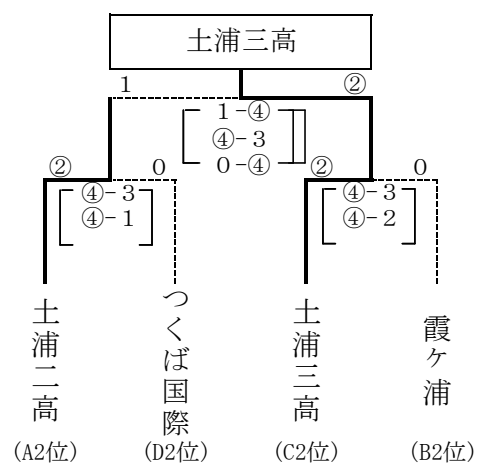 土浦三高
1 ②
1-④
④-3
0-④
② 0 ② 0
④-3 ④-3
④-1 ④-2
土浦二高 つくば国際 土浦三高 霞ヶ浦
(A2位) (D2位) (C2位) (B2位)